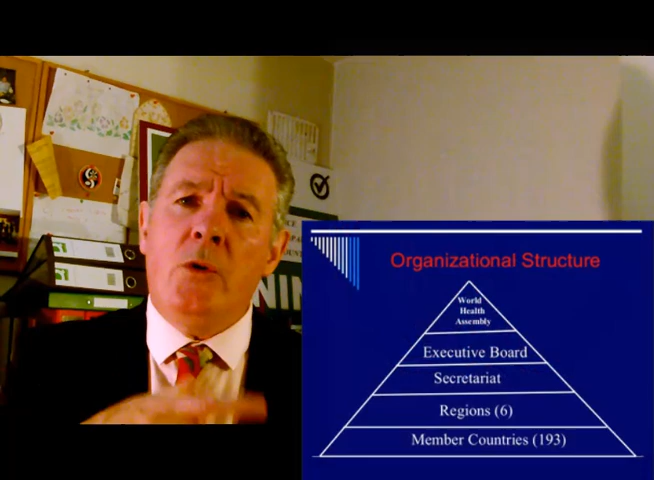 Organizational Structure
World
Health
Assembly
Executive Board
Secretariat
Regions (6)
Member Countries (193)